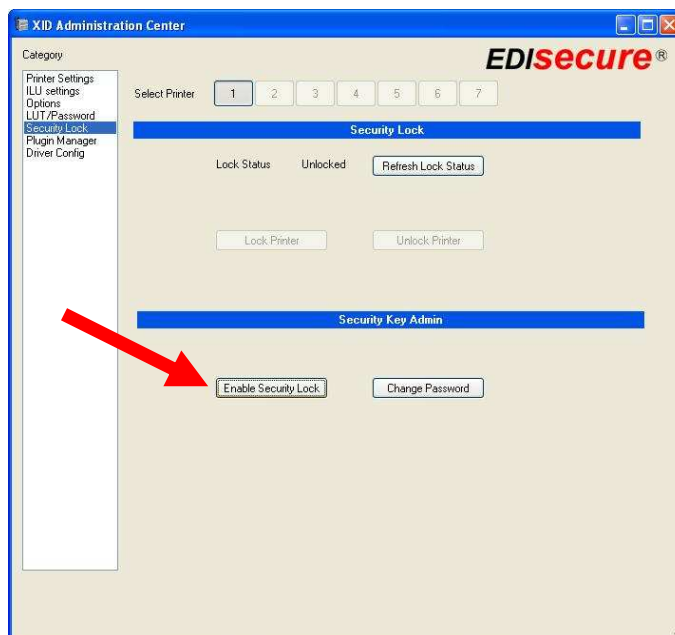 XID Administration Center
Category
EDIsecure®
Printer Settings
ILU settings
Options
LUT/Password
Security Lock
Plugin Manager
Driver Config
Select Printer 1 2 3 4 5 6 7
Security Lock
Lock Status Unlocked Refresh Lock Status
Lock Printer Unlock Printer
Security Key Admin
Enable Security Lock Change Password